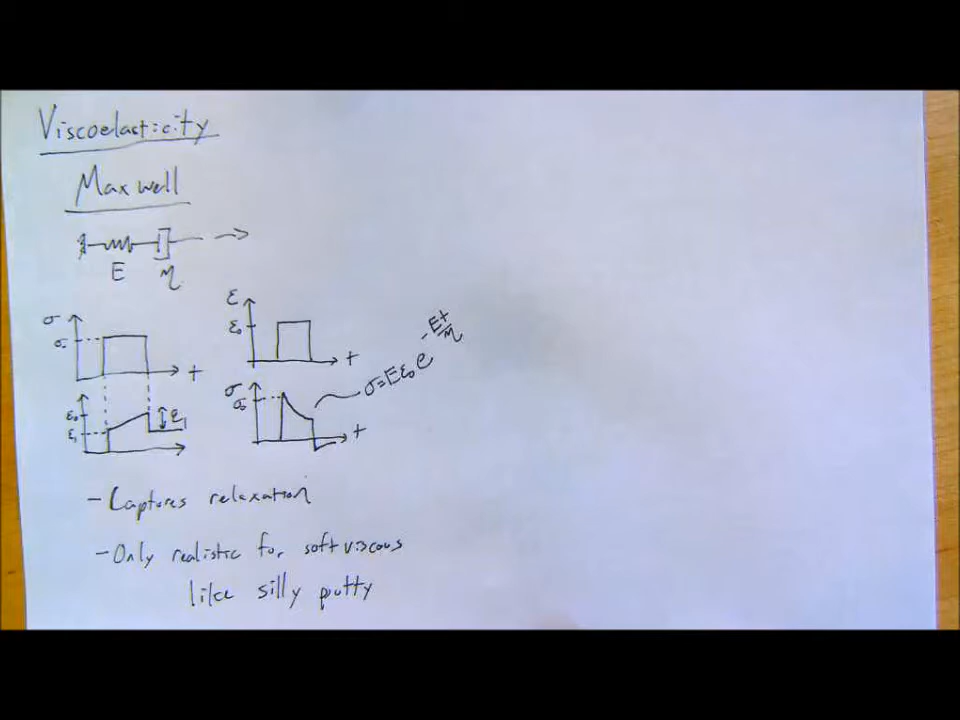 Viscoelasticity
Maxwell
E η
σ
σ₀
t
ε₀
ε₁
ε₁
ε
ε₀
t
σ
σ₀
t
σ=Eε₀e^(-Et/η)
- Captures relaxation
- Only realistic for soft viscous
like silly putty